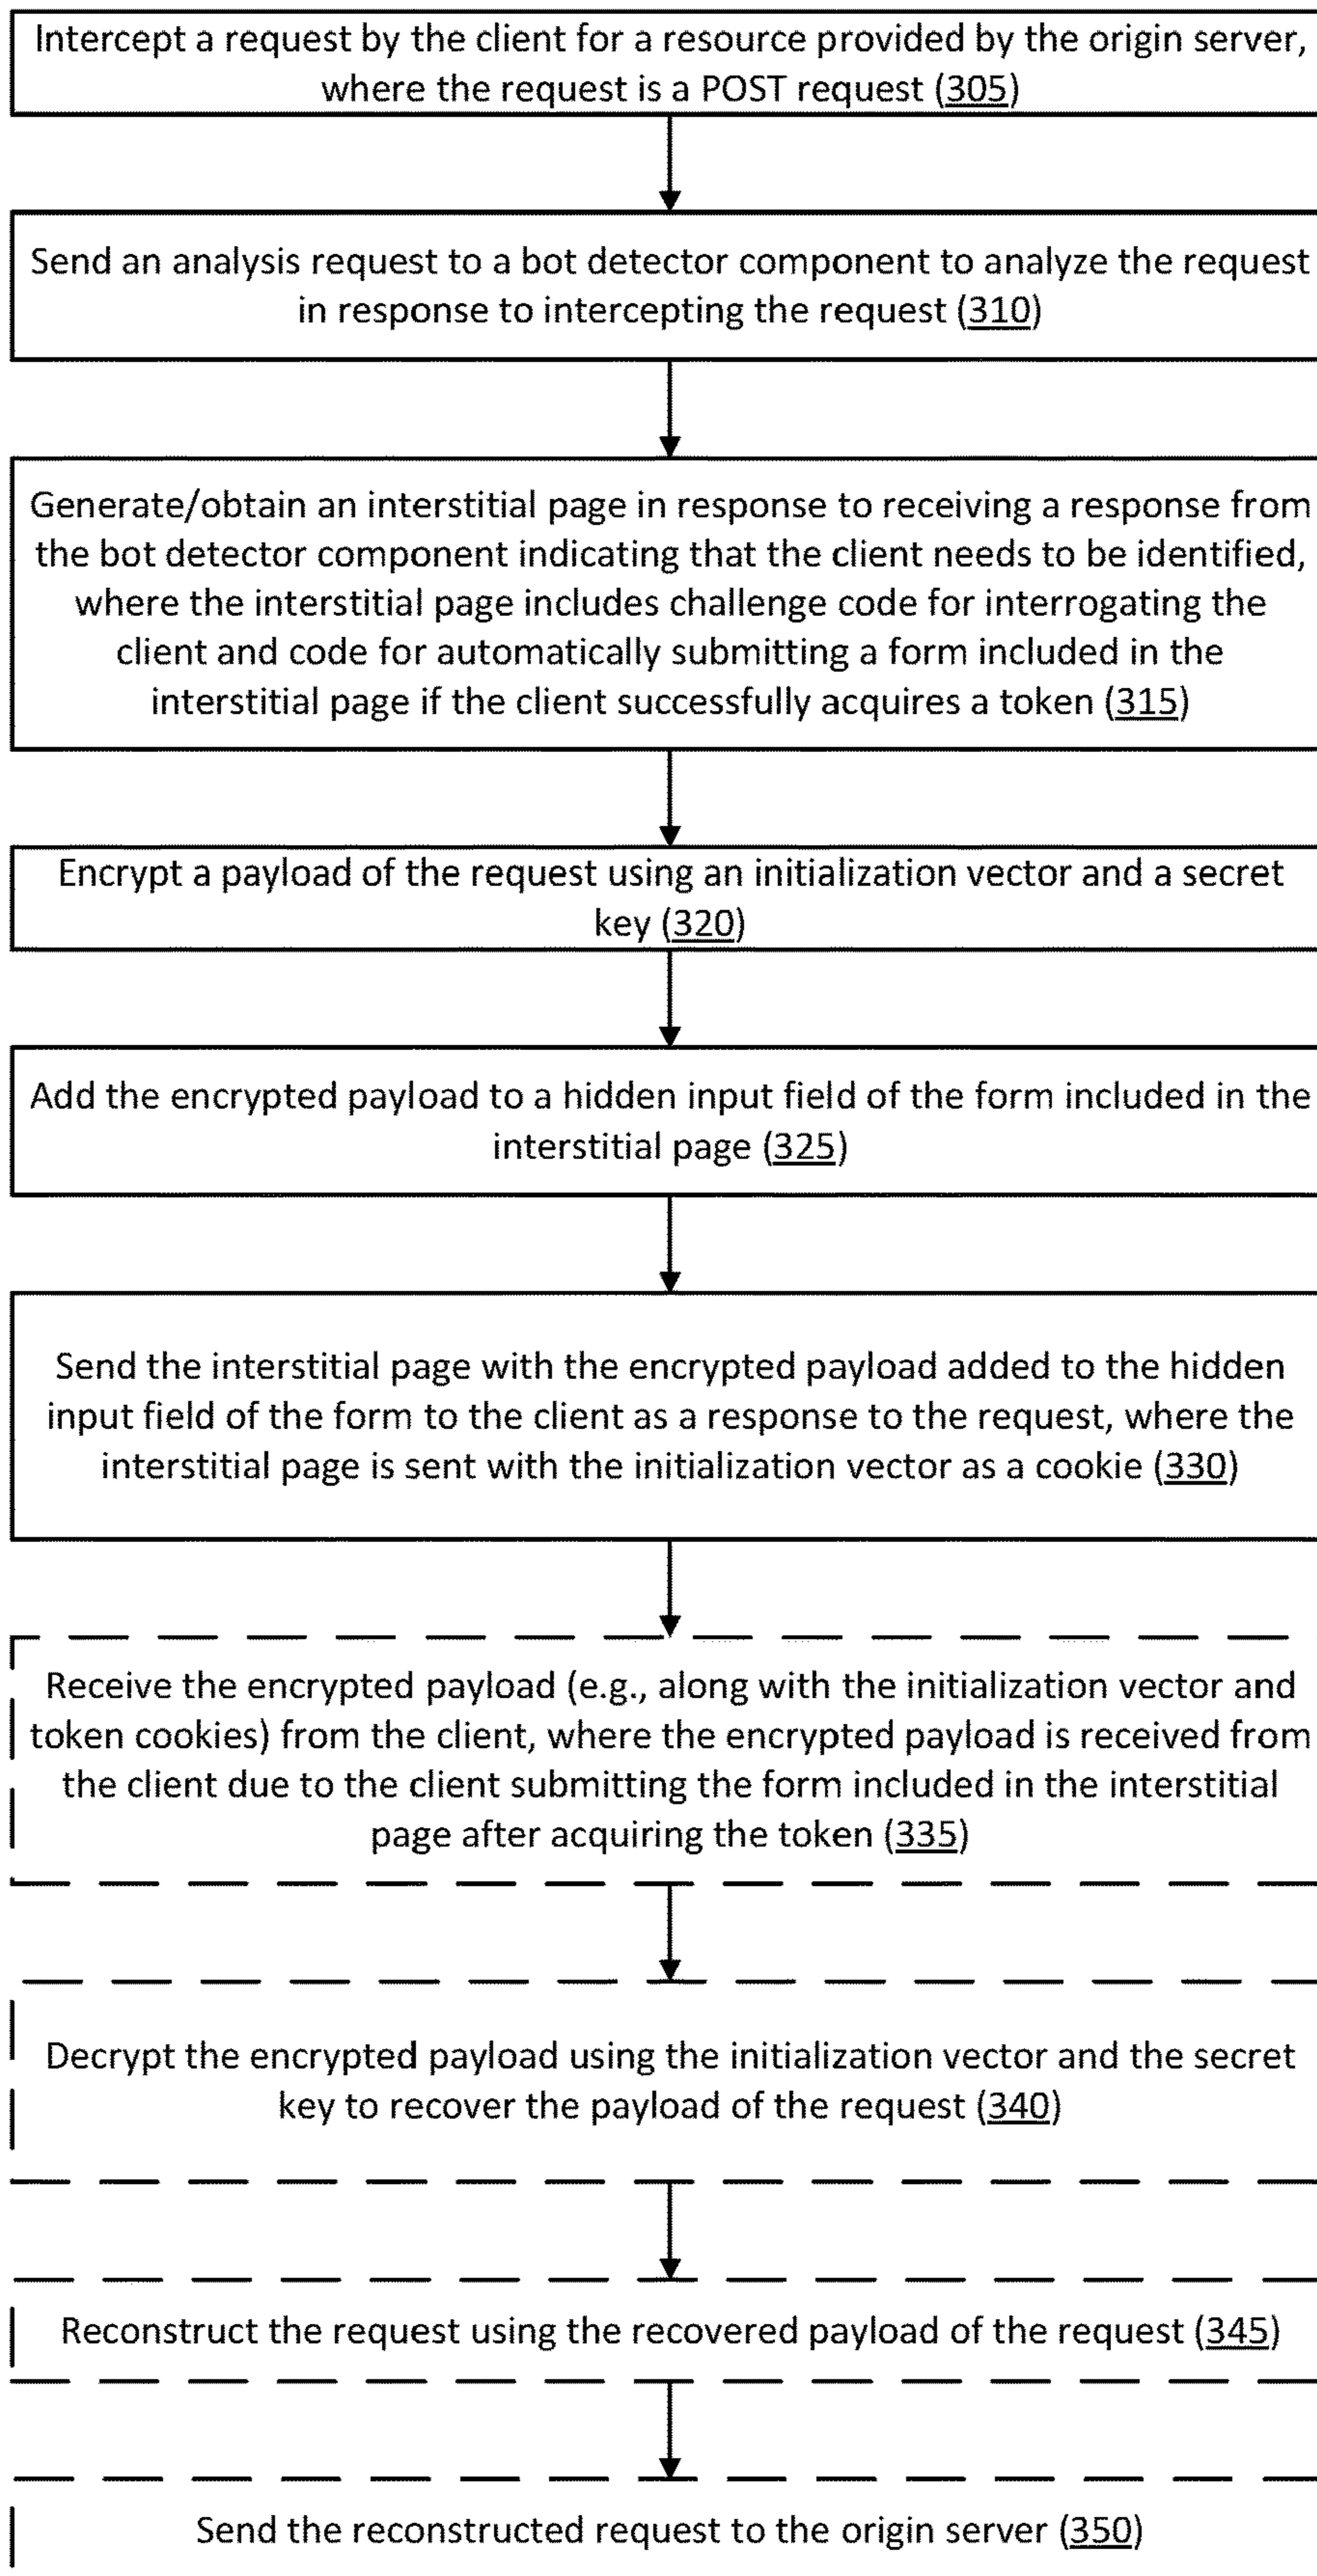 Intercept a request by the client for a resource provided by the origin server,
where the request is a POST request (305)
Send an analysis request to a bot detector component to analyze the request
in response to intercepting the request (310)
Generate/obtain an interstitial page in response to receiving a response from
the bot detector component indicating that the client needs to be identified,
where the interstitial page includes challenge code for interrogating the
client and code for automatically submitting a form included in the
interstitial page if the client successfully acquires a token (315)
Encrypt a payload of the request using an initialization vector and a secret
key (320)
Add the encrypted payload to a hidden input field of the form included in the
interstitial page (325)
Send the interstitial page with the encrypted payload added to the hidden
input field of the form to the client as a response to the request, where the
interstitial page is sent with the initialization vector as a cookie (330)
Receive the encrypted payload (e.g., along with the initialization vector and
token cookies) from the client, where the encrypted payload is received from
the client due to the client submitting the form included in the interstitial
page after acquiring the token (335)
Decrypt the encrypted payload using the initialization vector and the secret
key to recover the payload of the request (340)
Reconstruct the request using the recovered payload of the request (345)
Send the reconstructed request to the origin server (350)